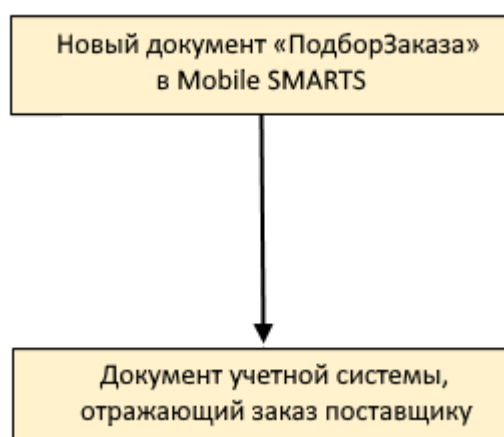 Новый документ «ПодборЗаказа»
в Mobile SMARTS
Документ учетной системы,
отражающий заказ поставщику